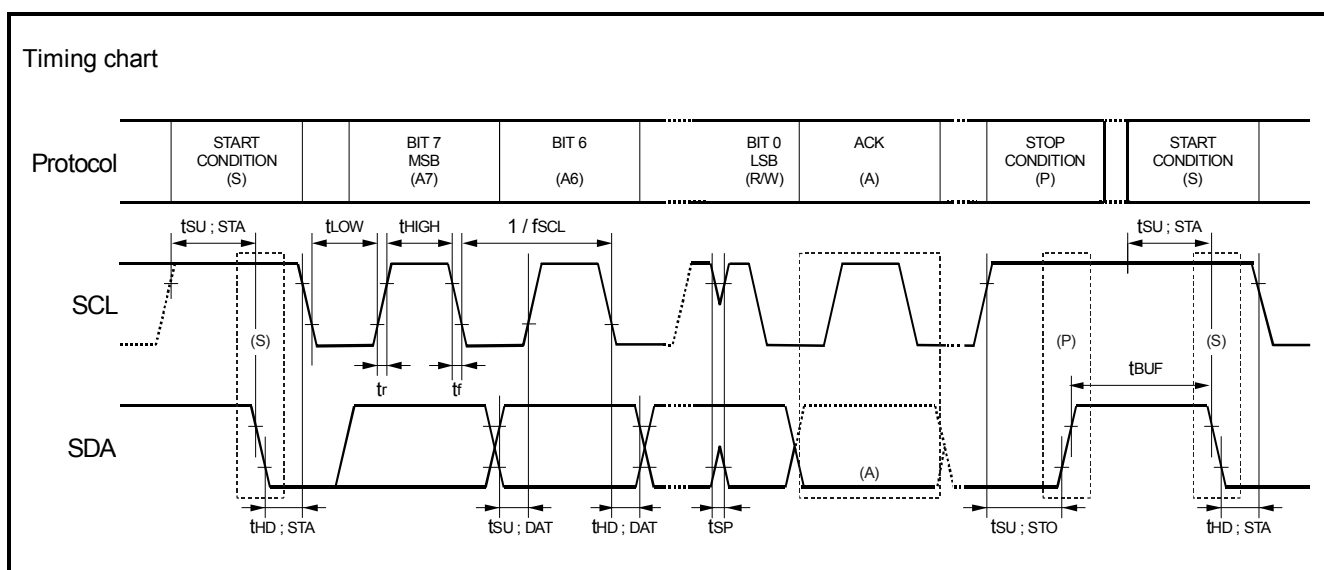 Timing chart
Protocol
START
CONDITION
(S)
BIT 7
MSB
(A7)
BIT 6
(A6)
BIT 0
LSB
(R/W)
ACK
(A)
STOP
CONDITION
(P)
START
CONDITION
(S)
tSU ; STA
tLOW
tHIGH
1 / fSCL
tSU ; STA
SCL
(S)
(P)
(S)
tr
tf
tBUF
SDA
(A)
tHD ; STA
tSU ; DAT
tHD ; DAT
tSP
tSU ; STO
tHD ; STA